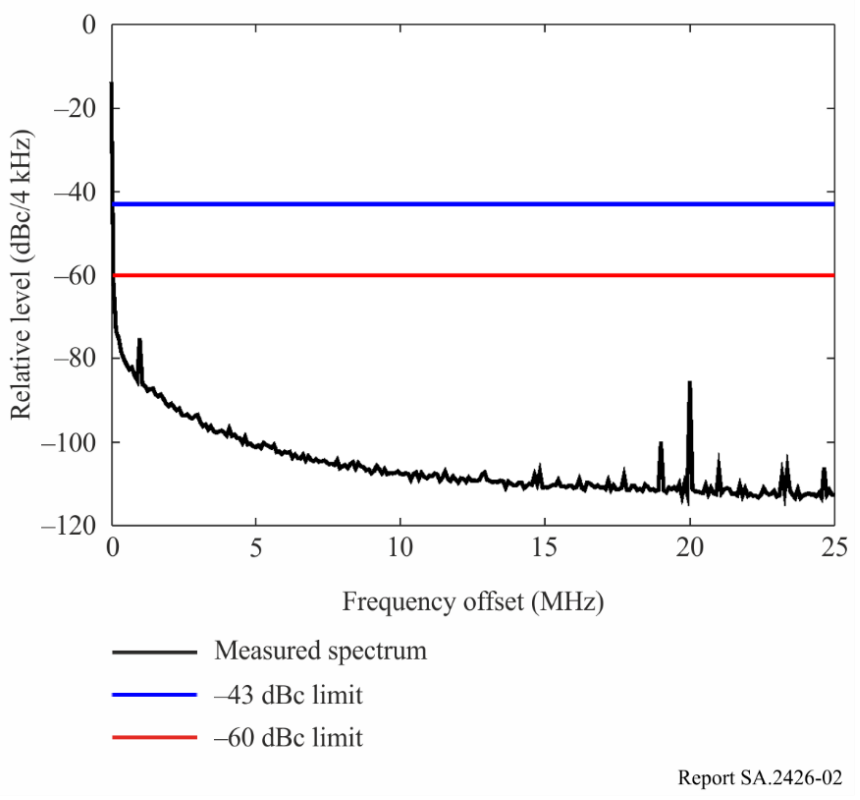 0
–20
–40
–60
–80
–100
–120
Relative level (dBc/4 kHz)
0 5 10 15 20 25
Frequency offset (MHz)
Measured spectrum
–43 dBc limit
–60 dBc limit
Report SA.2426-02